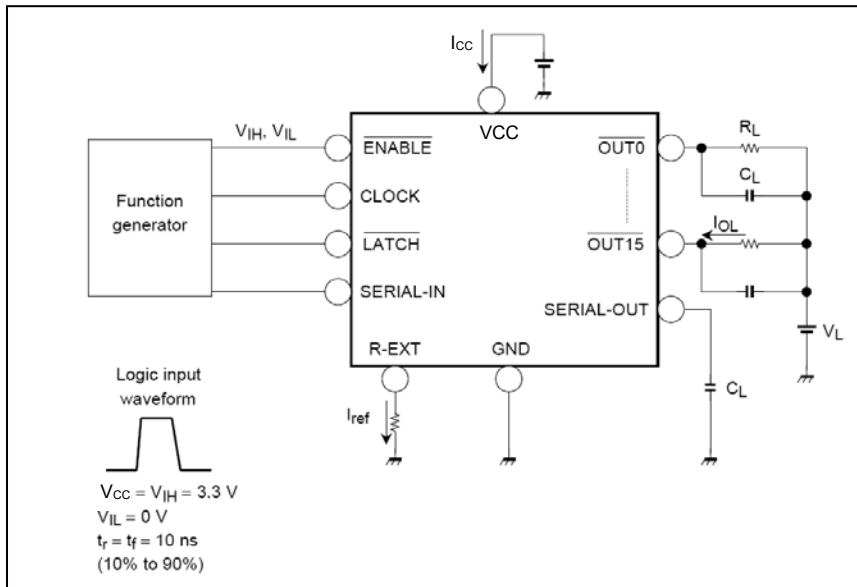 ICC
VCC
VIH, VIL
Function
generator
ENABLE
CLOCK
LATCH
SERIAL-IN
R-EXT
GND
OUT0
OUT15
SERIAL-OUT
RL
CL
IOL
VL
CL
Iref
Logic input
waveform
VCC = VIH = 3.3 V
VIL = 0 V
tr = tf = 10 ns
(10% to 90%)